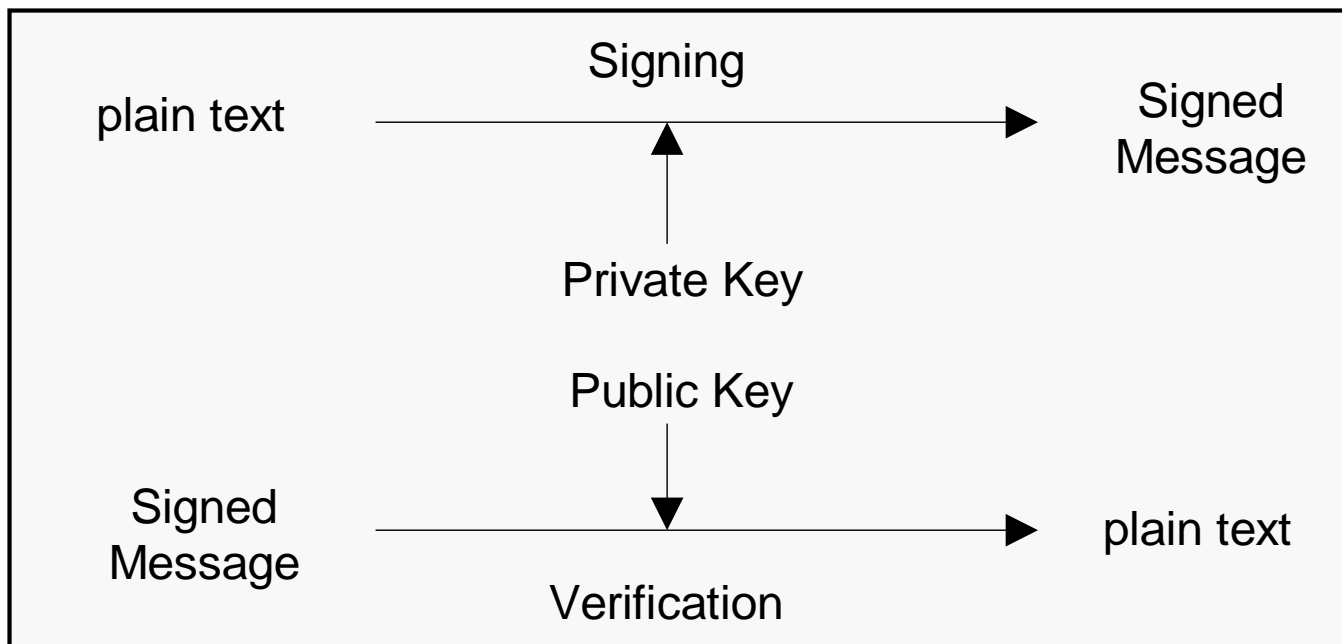 Signing
plain text
Signed
Message
Private Key
Public Key
Signed
Message
plain text
Verification